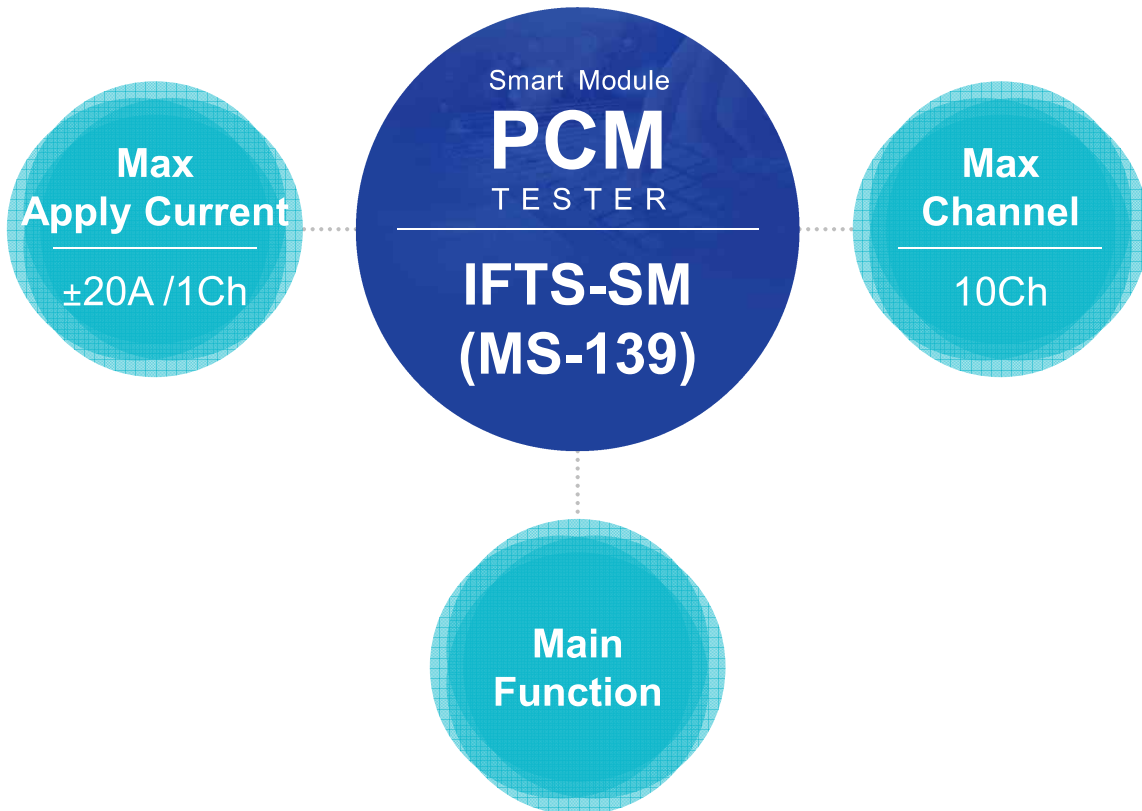 Smart Module
PCM
TESTER
IFTS-SM
(MS-139)
Max
Apply Current
±20A /1Ch
Max
Channel
10Ch
Main
Function